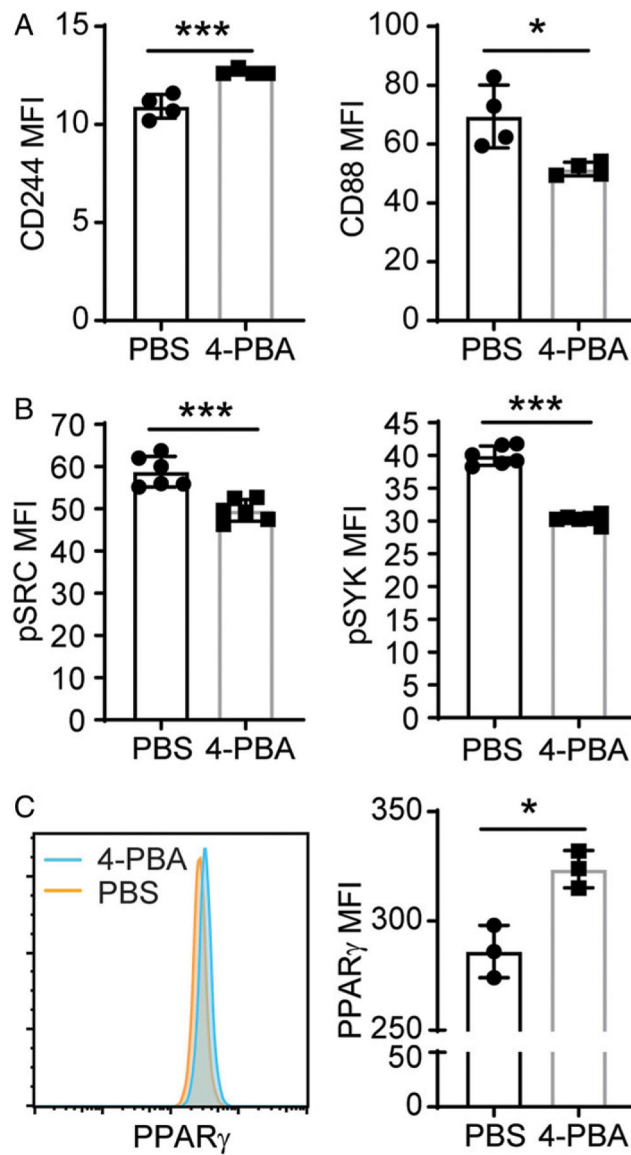 A
CD244 MFI
15
10
5
0
***
PBS 4-PBA
CD88 MFI
100
80
60
40
20
0
*
PBS 4-PBA
B
pSRC MFI
70
60
50
40
30
20
10
0
***
PBS 4-PBA
pSYK MFI
45
40
35
30
25
20
15
10
5
0
***
PBS 4-PBA
C
4-PBA
PBS
PPARγ
PPARγ MFI
350
300
250
50
0
*
PBS 4-PBA